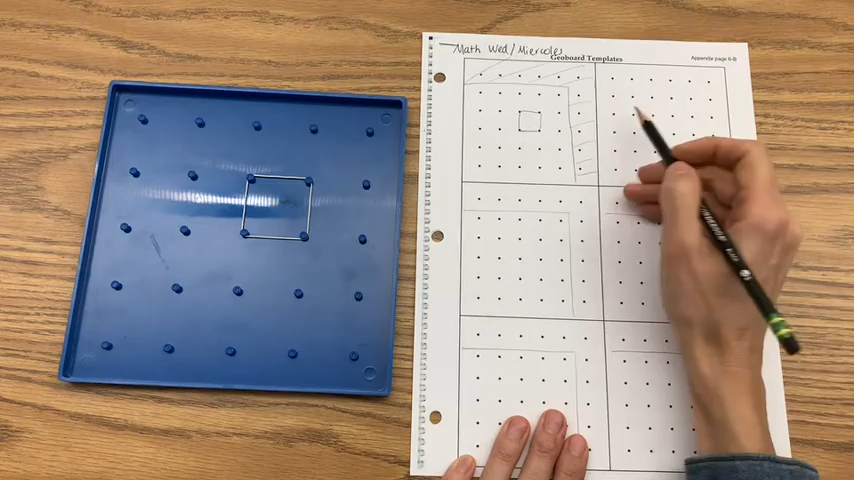 Math Wed/Miercoles
Geoboard Templates
Appendix page 6-B